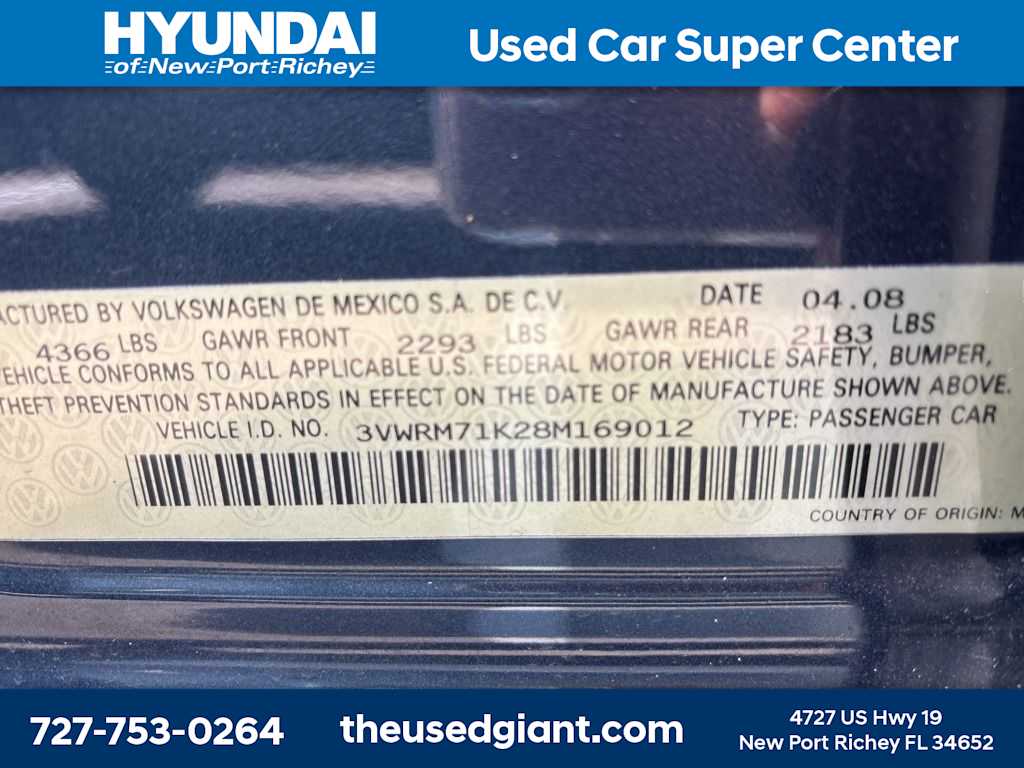 HYUNDAI
of New Port Richey
Used Car Super Center
ACTURED BY VOLKSWAGEN DE MEXICO S.A. DE C.V. DATE 04.08
4366 LBS GAWR FRONT 2293 LBS GAWR REAR 2183 LBS
VEHICLE CONFORMS TO ALL APPLICABLE U.S. FEDERAL MOTOR VEHICLE SAFETY, BUMPER,
THEFT PREVENTION STANDARDS IN EFFECT ON THE DATE OF MANUFACTURE SHOWN ABOVE.
VEHICLE I.D. NO. 3VWRM71K28M169012 TYPE: PASSENGER CAR
COUNTRY OF ORIGIN: M
727-753-0264
theusedgiant.com
4727 US Hwy 19
New Port Richey FL 34652